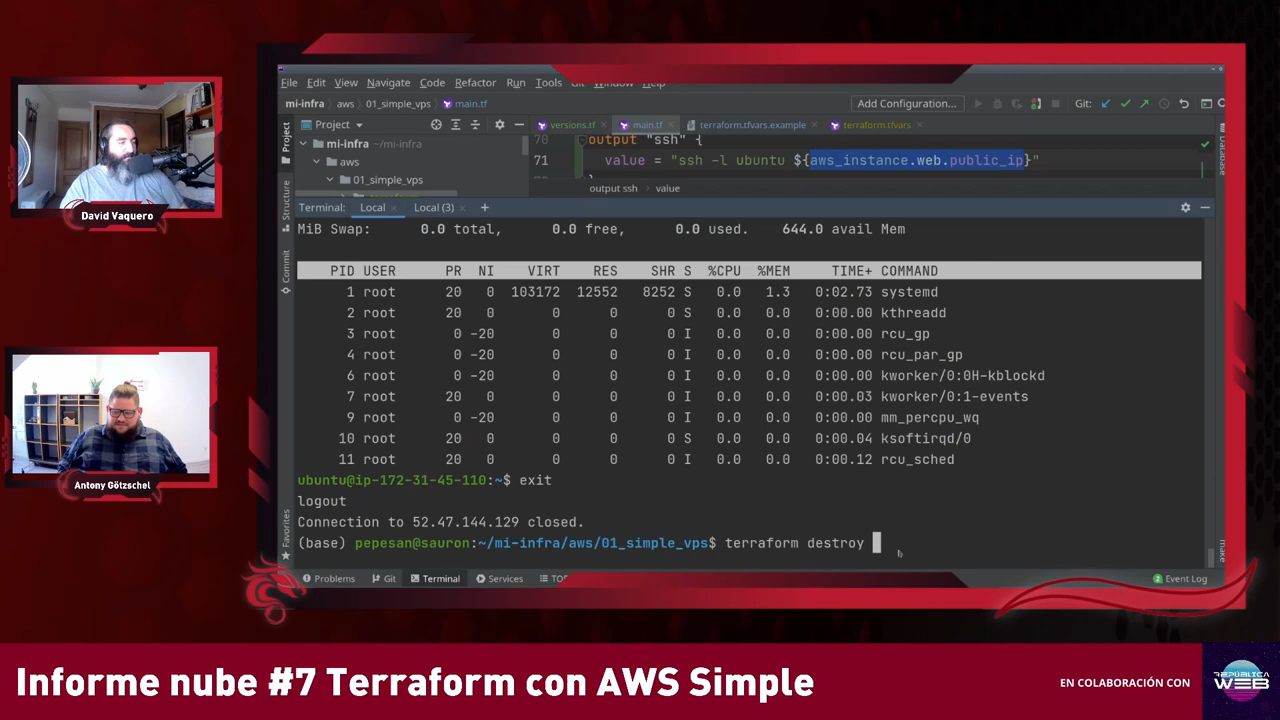 David Vaquero
Antony Götzschel
File Edit View Navigate Code Refactor Run Tools Git Window Help
mi-infra aws 01_simple_vps main.tf Add Configuration... Git:
Project versions.tf main.tf terraform.tfvars.example terraform.tfvars
mi-infra ~/mi-infra
aws
01_simple_vps
70 output "ssh" {
71 value = "ssh -l ubuntu ${aws_instance.web.public_ip}"
output ssh value
Project
Structure
Commit
Favorites
Database
make
Terminal: Local Local (3) +
MiB Swap: 0.0 total, 0.0 free, 0.0 used. 644.0 avail Mem
PID USER PR NI VIRT RES SHR S %CPU %MEM TIME+ COMMAND
1 root 20 0 103172 12552 8252 S 0.0 1.3 0:02.73 systemd
2 root 20 0 0 0 0 S 0.0 0.0 0:00.00 kthreadd
3 root 0 -20 0 0 0 I 0.0 0.0 0:00.00 rcu_gp
4 root 0 -20 0 0 0 I 0.0 0.0 0:00.00 rcu_par_gp
6 root 0 -20 0 0 0 I 0.0 0.0 0:00.00 kworker/0:0H-kblockd
7 root 20 0 0 0 0 I 0.0 0.0 0:00.03 kworker/0:1-events
9 root 0 -20 0 0 0 I 0.0 0.0 0:00.00 mm_percpu_wq
10 root 20 0 0 0 0 S 0.0 0.0 0:00.04 ksoftirqd/0
11 root 20 0 0 0 0 I 0.0 0.0 0:00.12 rcu_sched
ubuntu@ip-172-31-45-110:~$ exit
logout
Connection to 52.47.144.129 closed.
(base) pepesan@sauron:~/mi-infra/aws/01_simple_vps$ terraform destroy
Problems Git Terminal Services Event Log
Informe nube #7 Terraform con AWS Simple
EN COLABORACIÓN CON
REPÚBLICA
WEB